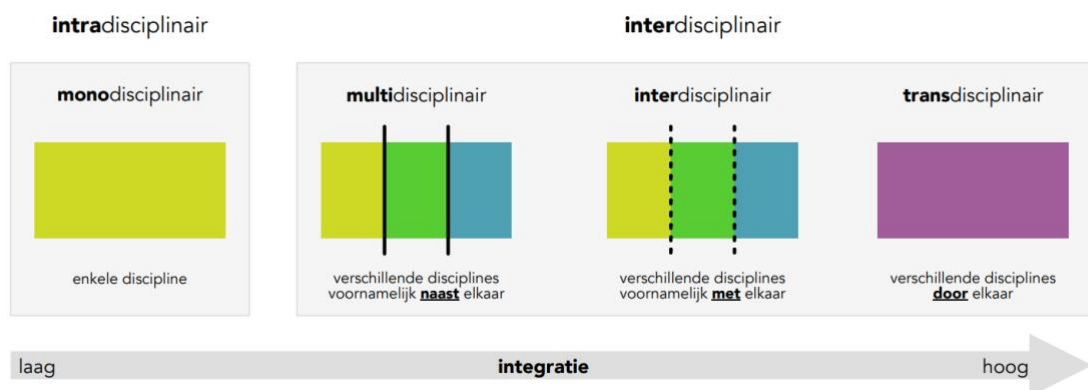 intradisciplinair
interdisciplinair
monodisciplinair
multidisciplinair
interdisciplinair
transdisciplinair
enkele discipline
verschillende disciplines
voornamelijk naast elkaar
verschillende disciplines
voornamelijk met elkaar
verschillende disciplines
door elkaar
laag
integratie
hoog